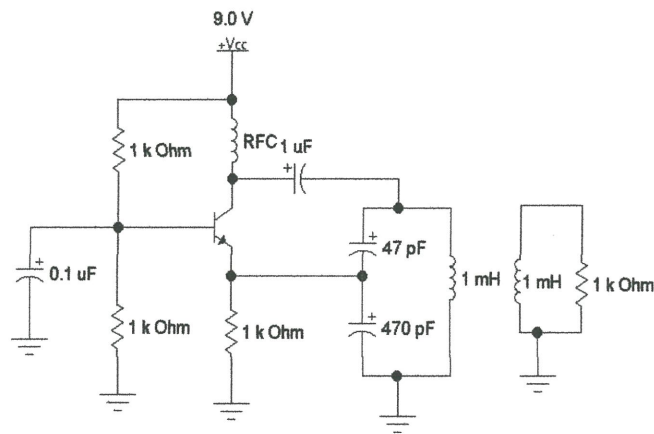 9.0 V
+Vcc
RFC
1 uF
1 k Ohm
0.1 uF
47 pF
1 mH
1 mH
1 k Ohm
1 k Ohm
1 k Ohm
470 pF